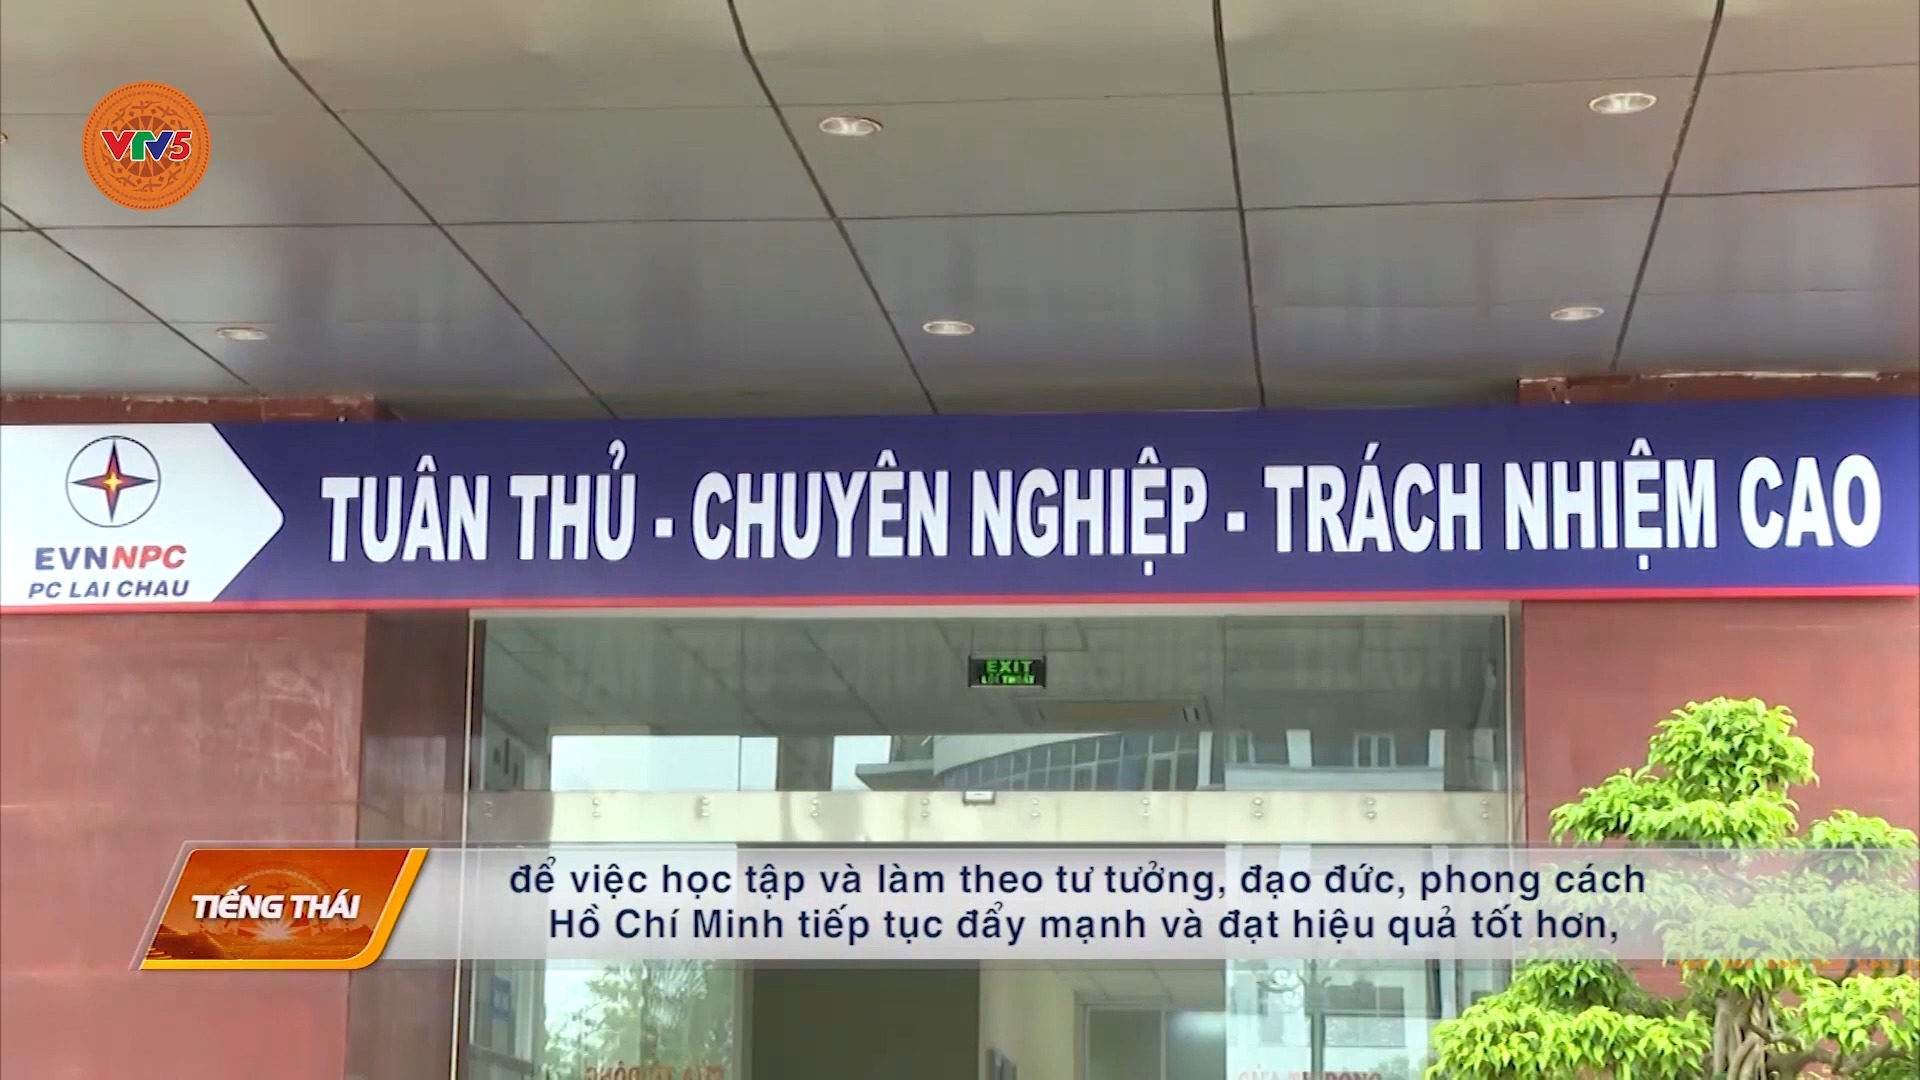 VTV5
TUÂN THỦ - CHUYÊN NGHIỆP - TRÁCH NHIỆM CAO
EVNNPC
PC LAI CHAU
EXIT
LỐI THOÁT
để việc học tập và làm theo tư tưởng, đạo đức, phong cách
TIẾNG THÁI
Hồ Chí Minh tiếp tục đẩy mạnh và đạt hiệu quả tốt hơn,